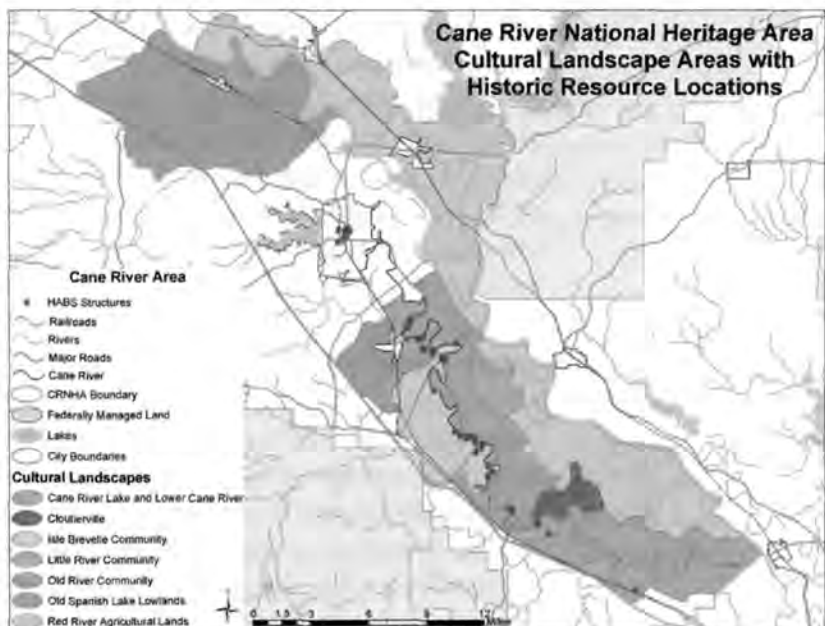 Cane River National Heritage Area
Cultural Landscape Areas with
Historic Resource Locations
Cane River Area
HABS Structures
Railroads
Rivers
Major Roads
Cane River
CRNHA Boundary
Federally Managed Land
Lakes
City Boundaries
Cultural Landscapes
Cane River Lake and Lower Cane River
Cloutierville
Isle Brevelle Community
Little River Community
Old River Community
Old Spanish Lake Lowlands
Red River Agricultural Lands
0 1.5 3 6 9 12
Miles